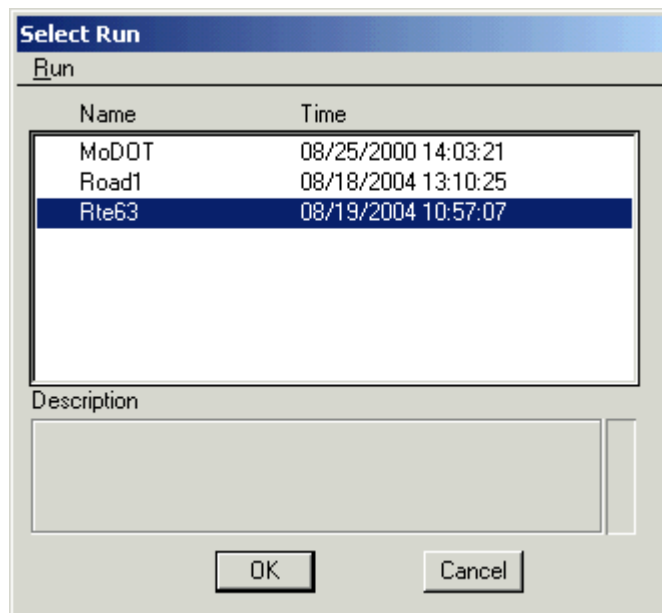 Select Run
Run
Name Time
MoDOT 08/25/2000 14:03:21
Road1 08/18/2004 13:10:25
Rte63 08/19/2004 10:57:07
Description
OK Cancel